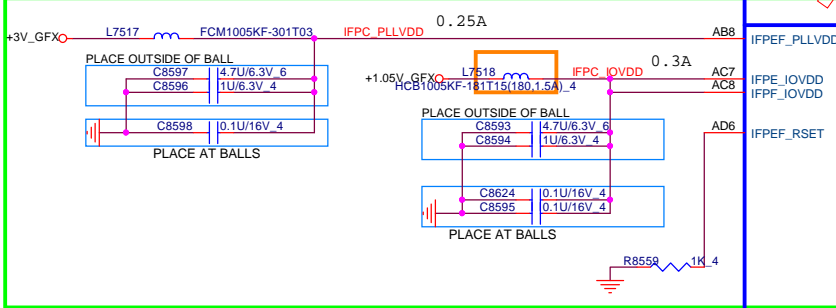 0.25A
L7517
FCM1005KF-301T03
IFPC_PLLVDD
AB8
+3V_GFX
IFPEF_PLLVDD
PLACE OUTSIDE OF BALL
0.3A
C8597
4.7U/6.3V_6
L7518
IFPC_IOVDD
AC7
+1.05V_GFX
IFPE_IOVDD
C8596
1U/6.3V_4
HCB1005KF-181T15(180,1.5A)_4
AC8
IFPF_IOVDD
PLACE OUTSIDE OF BALL
C8598
0.1U/16V_4
C8593
4.7U/6.3V_6
AD6
IFPEF_RSET
C8594
1U/6.3V_4
PLACE AT BALLS
C8624
0.1U/16V_4
C8595
0.1U/16V_4
PLACE AT BALLS
R8559
1K_4